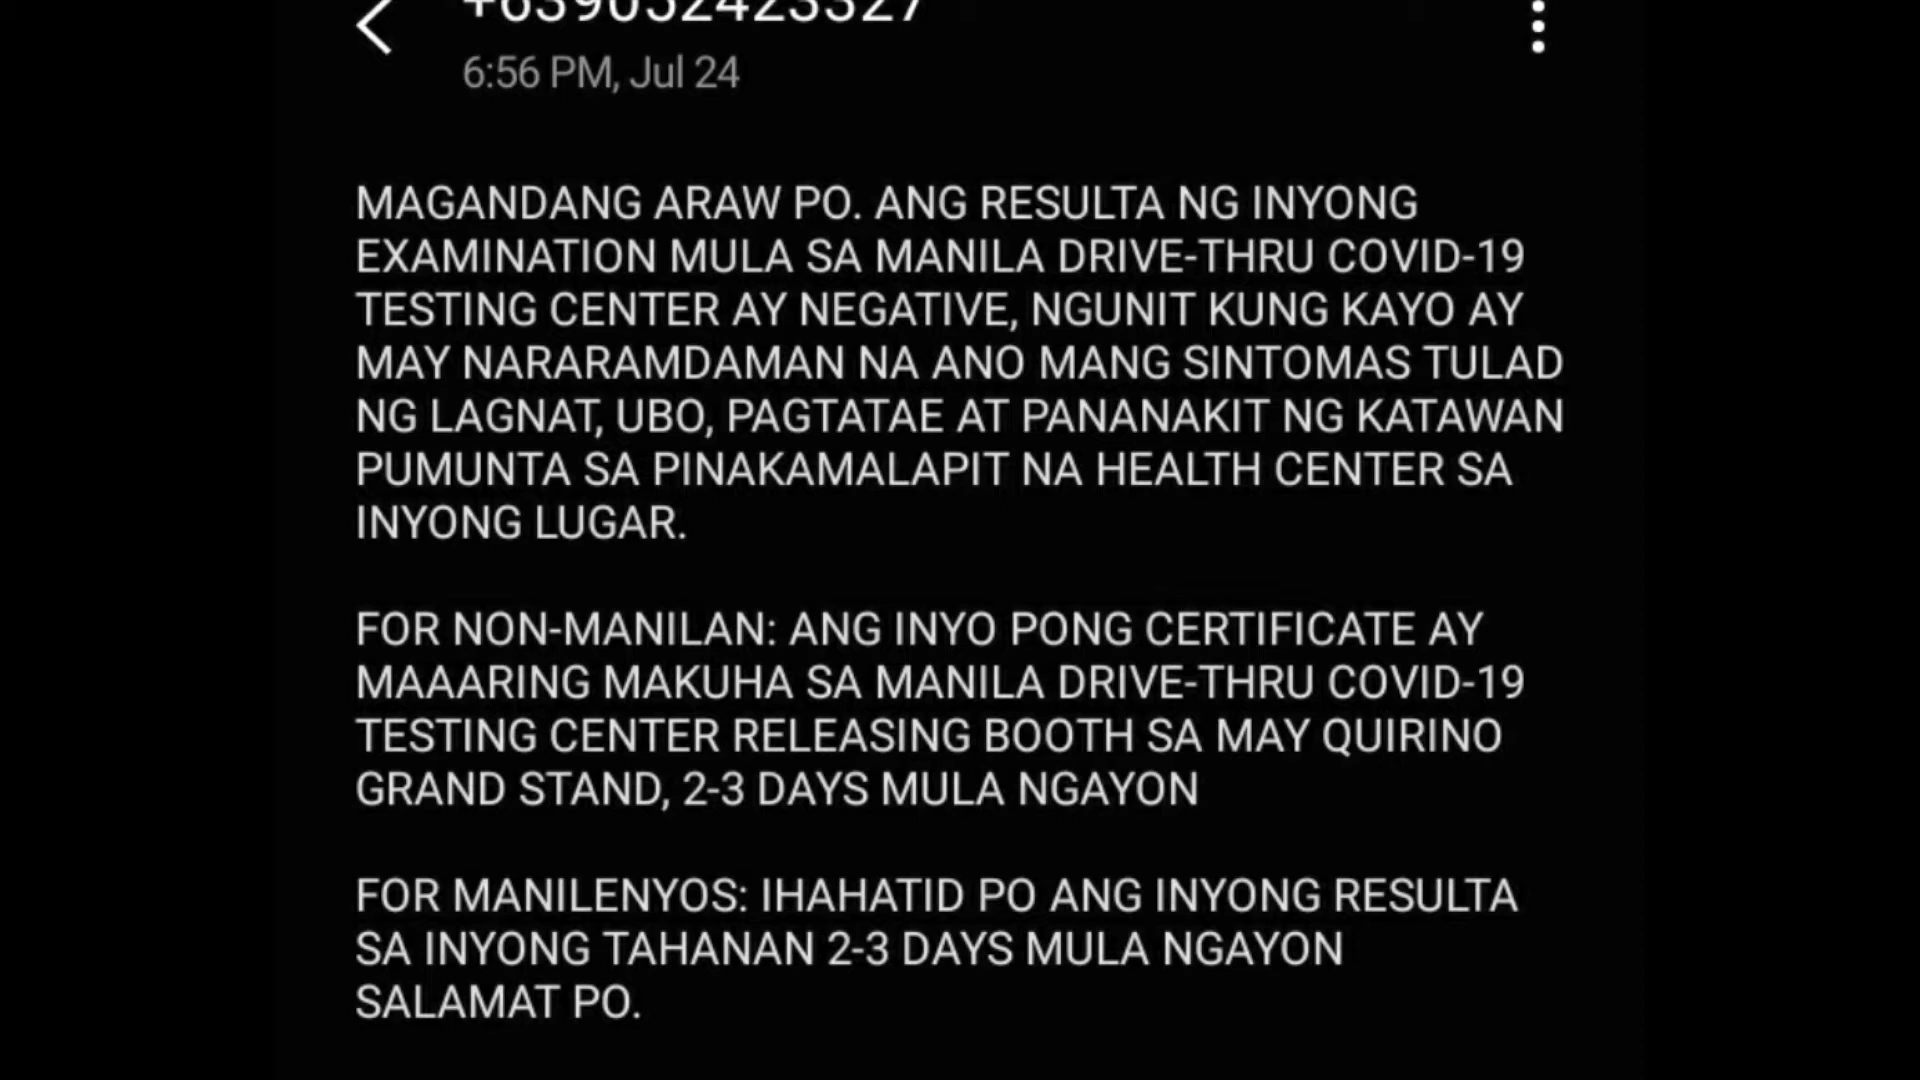 +639052423327
6:56 PM, Jul 24
MAGANDANG ARAW PO. ANG RESULTA NG INYONG
EXAMINATION MULA SA MANILA DRIVE-THRU COVID-19
TESTING CENTER AY NEGATIVE, NGUNIT KUNG KAYO AY
MAY NARARAMDAMAN NA ANO MANG SINTOMAS TULAD
NG LAGNAT, UBO, PAGTATAE AT PANANAKIT NG KATAWAN
PUMUNTA SA PINAKAMALAPIT NA HEALTH CENTER SA
INYONG LUGAR.
FOR NON-MANILAN: ANG INYO PONG CERTIFICATE AY
MAAARING MAKUHA SA MANILA DRIVE-THRU COVID-19
TESTING CENTER RELEASING BOOTH SA MAY QUIRINO
GRAND STAND, 2-3 DAYS MULA NGAYON
FOR MANILENYOS: IHAHATID PO ANG INYONG RESULTA
SA INYONG TAHANAN 2-3 DAYS MULA NGAYON
SALAMAT PO.